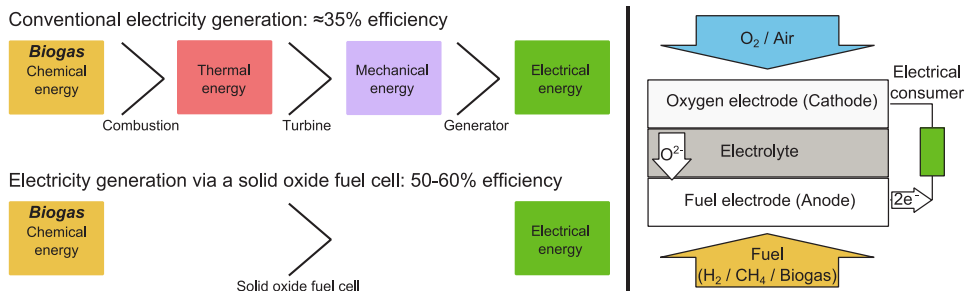 Conventional electricity generation: ≈35% efficiency
Biogas
Chemical
energy
Combustion
Thermal
energy
Turbine
Mechanical
energy
Generator
Electrical
energy
Electricity generation via a solid oxide fuel cell: 50-60% efficiency
Biogas
Chemical
energy
Solid oxide fuel cell
Electrical
energy
O₂ / Air
Electrical
consumer
Oxygen electrode (Cathode)
O²⁻
Electrolyte
Fuel electrode (Anode)
2e⁻
Fuel
(H₂ / CH₄ / Biogas)